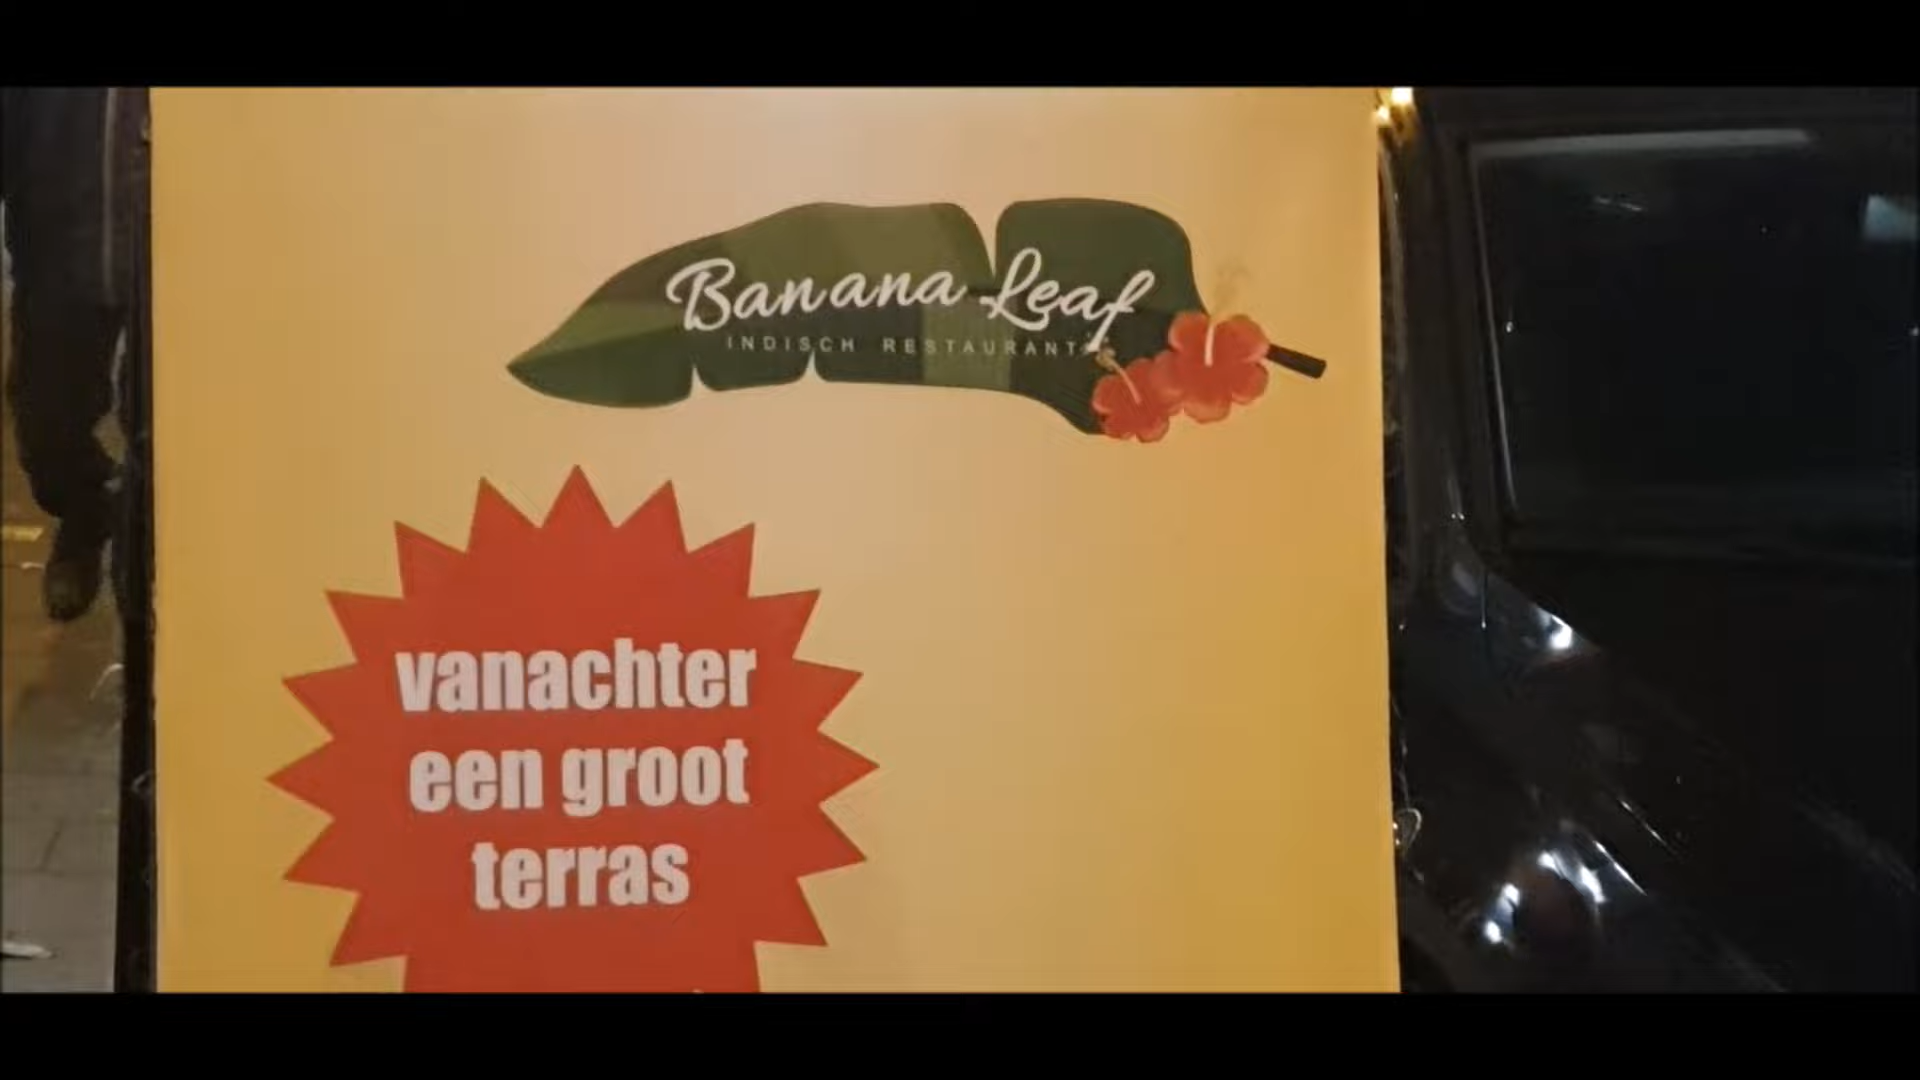 Banana Leaf
INDISCH RESTAURANT
vanachter
een groot
terras